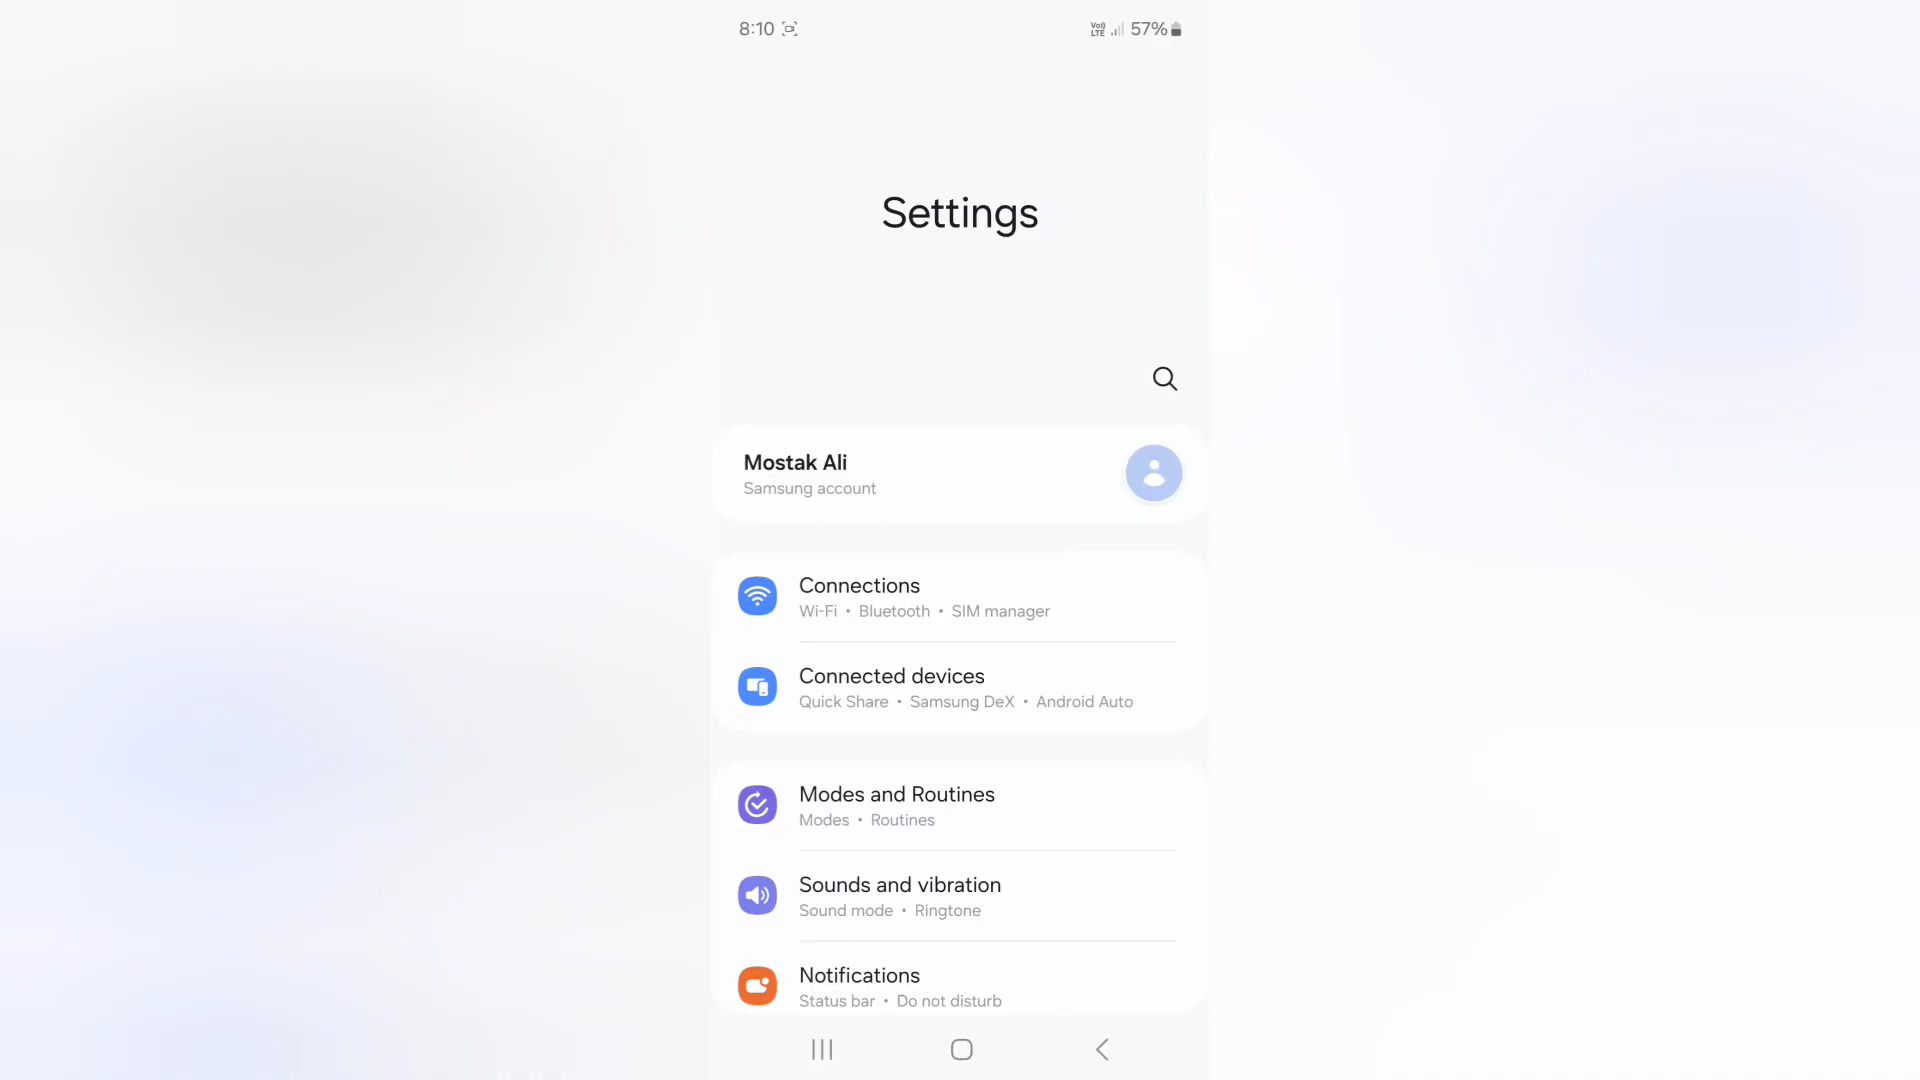 8:10 Vo)) LTE 57%
Settings
Mostak Ali
Samsung account
Connections
Wi-Fi • Bluetooth • SIM manager
Connected devices
Quick Share • Samsung DeX • Android Auto
Modes and Routines
Modes • Routines
Sounds and vibration
Sound mode • Ringtone
Notifications
Status bar • Do not disturb